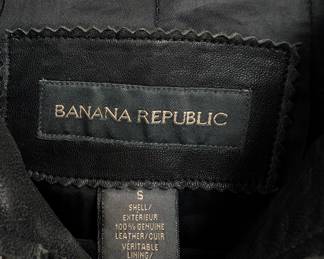 BANANA REPUBLIC
S
SHELL/
EXTÉRIEUR
100% GENUINE
LEATHER/CUIR
VÉRITABLE
LINING/